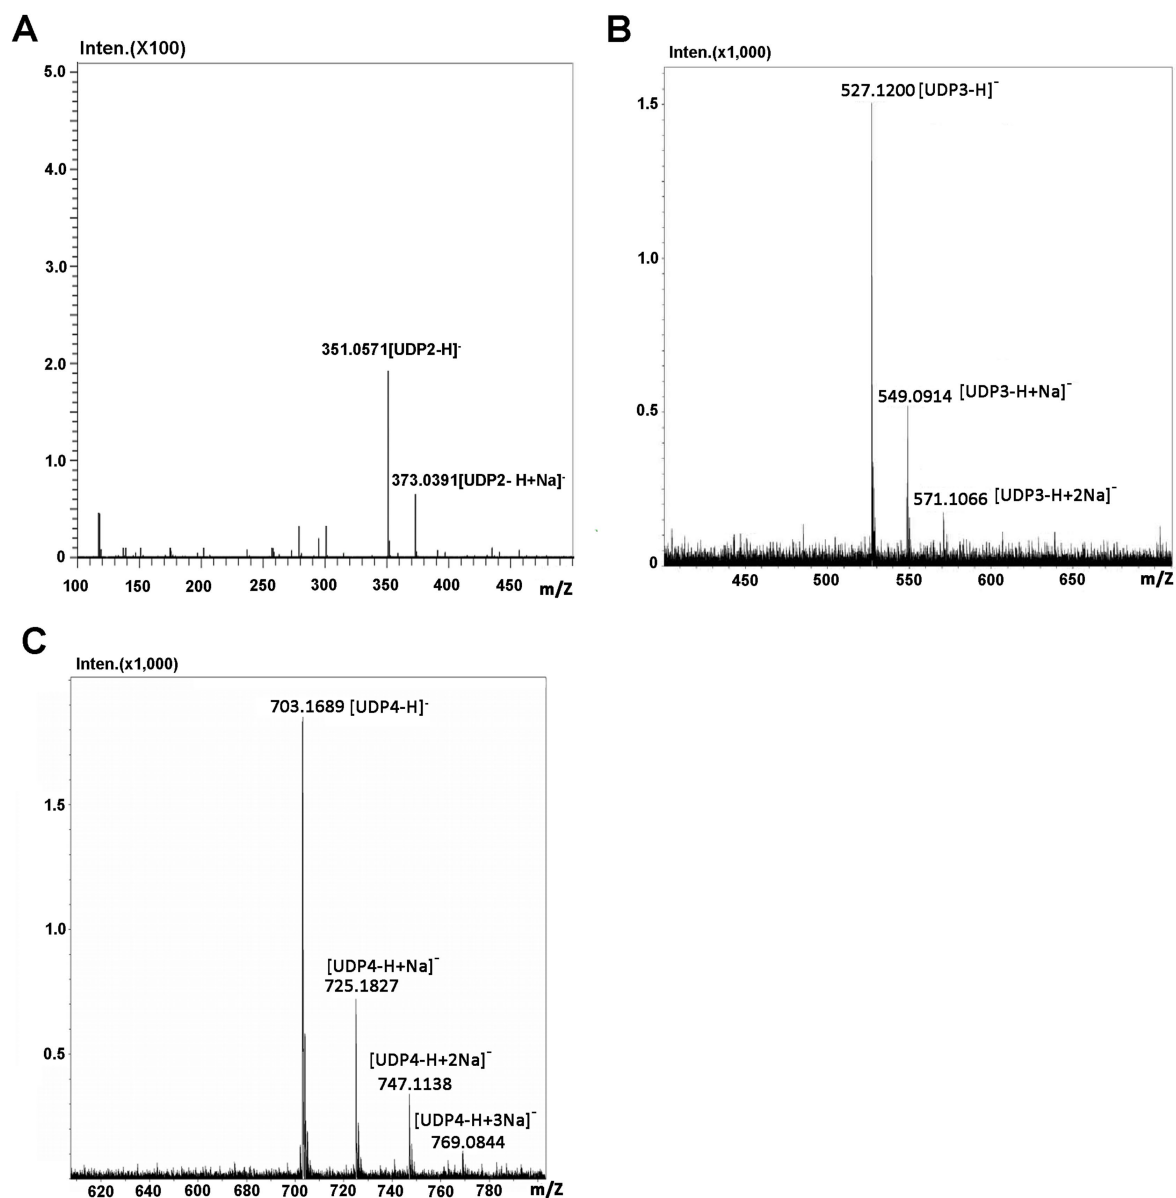 A
Inten.(X100)
5.0
4.0
3.0
2.0
1.0
0
351.0571[UDP2-H]-
373.0391[UDP2- H+Na]-
100 150 200 250 300 350 400 450 m/Z
B
Inten.(x1,000)
1.5
1.0
0.5
0
527.1200 [UDP3-H]-
549.0914 [UDP3-H+Na]-
571.1066 [UDP3-H+2Na]-
450 500 550 600 650 m/Z
C
Inten.(x1,000)
1.5
1.0
0.5
703.1689 [UDP4-H]-
[UDP4-H+Na]-
725.1827
[UDP4-H+2Na]-
747.1138
[UDP4-H+3Na]-
769.0844
620 640 660 680 700 720 740 760 780 m/Z